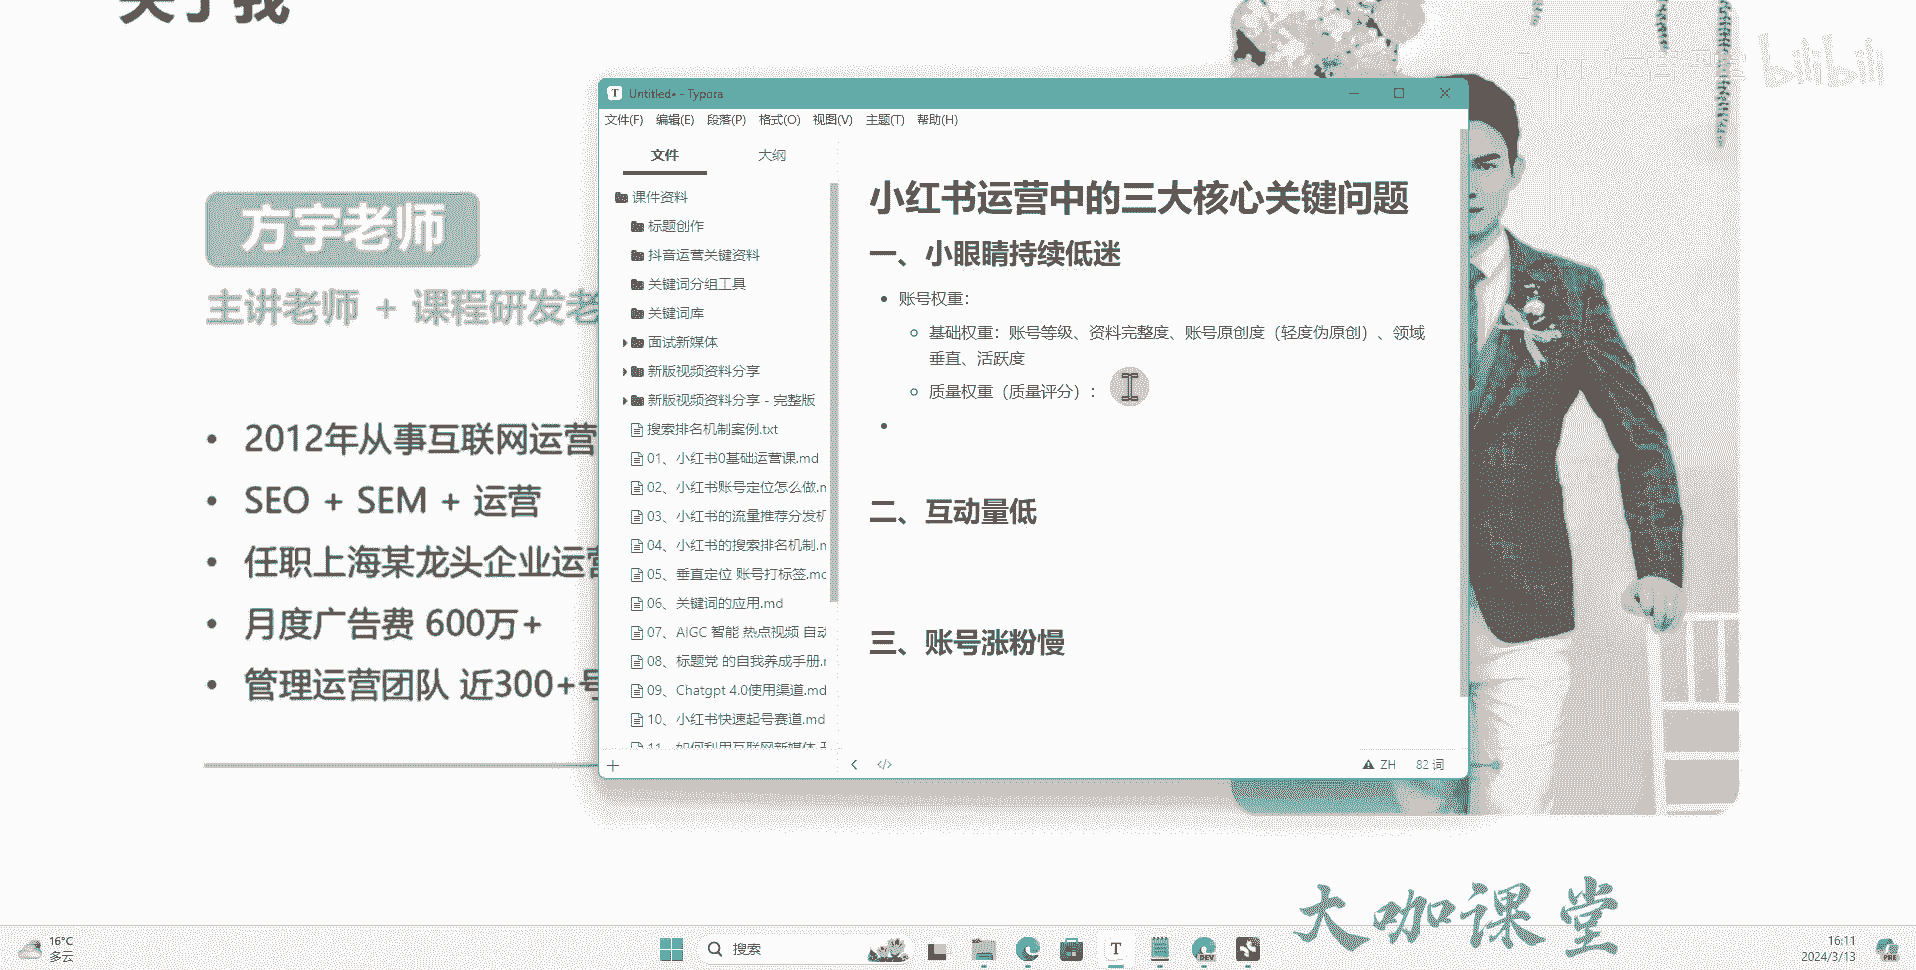 关于我
bilibili
方宇老师
主讲老师 + 课程研发老
2012年从事互联网运营
SEO + SEM + 运营
任职上海某龙头企业运营
月度广告费 600万+
管理运营团队 近300+号
Untitled• - Typora
文件(F) 编辑(E) 段落(P) 格式(O) 视图(V) 主题(T) 帮助(H)
文件 大纲
课件资料
标题创作
抖音运营关键资料
关键词分组工具
关键词库
面试新媒体
新版视频资料分享
新版视频资料分享 - 完整版
搜索排名机制案例.txt
01、小红书0基础运营课.md
02、小红书账号定位怎么做.m
03、小红书的流量推荐分发机
04、小红书的搜索排名机制.m
05、垂直定位 账号打标签.mc
06、关键词的应用.md
07、AIGC 智能 热点视频 自动
08、标题党 的自我养成手册.m
09、Chatgpt 4.0使用渠道.md
10、小红书快速起号赛道.md
11、如何利用互联网新媒体
小红书运营中的三大核心关键问题
一、小眼睛持续低迷
账号权重：
基础权重：账号等级、资料完整度、账号原创度（轻度伪原创）、领域
垂直、活跃度
质量权重（质量评分）：
二、互动量低
三、账号涨粉慢
ZH 82 词
大咖课堂
16°C
多云
搜索
16:11
2024/3/13